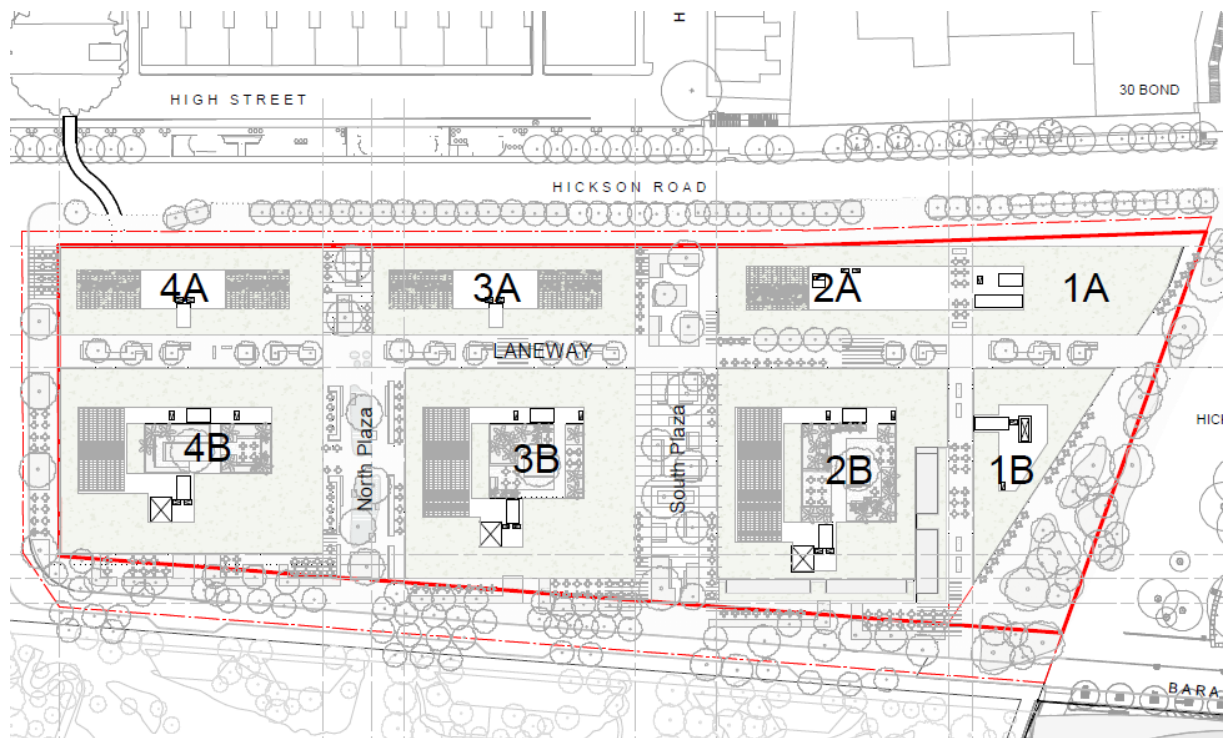 H
30 BOND
HIGH STREET
HICKSON ROAD
4A
3A
2A
1A
LANEWAY
4B
North Plaza
3B
South Plaza
2B
1B
HICK
BARA